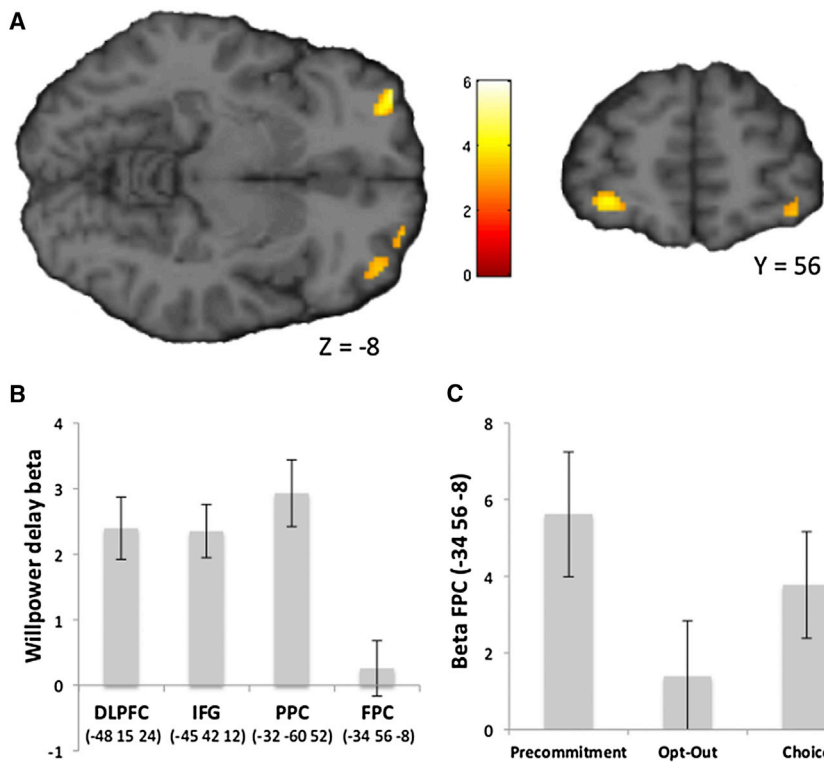 A
6
4
2
0
Z = -8
Y = 56
B
Willpower delay beta
4
3
2
1
0
-1
DLPFC IFG PPC FPC
(-48 15 24) (-45 42 12) (-32 -60 52) (-34 56 -8)
C
Beta FPC (-34 56 -8)
8
6
4
2
0
Precommitment Opt-Out Choic